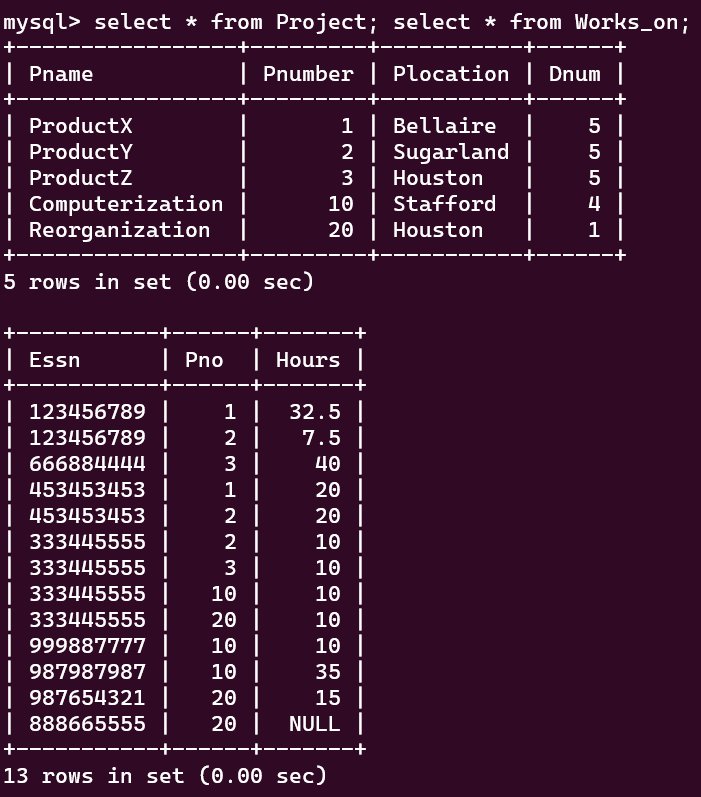 mysql> select * from Project; select * from Works_on;
+-----------------+---------+-----------+------+
| Pname           | Pnumber | Plocation | Dnum |
+-----------------+---------+-----------+------+
| ProductX        |       1 | Bellaire  |    5 |
| ProductY        |       2 | Sugarland |    5 |
| ProductZ        |       3 | Houston   |    5 |
| Computerization |      10 | Stafford  |    4 |
| Reorganization  |      20 | Houston   |    1 |
+-----------------+---------+-----------+------+
5 rows in set (0.00 sec)

+-----------+------+-------+
| Essn      | Pno  | Hours |
+-----------+------+-------+
| 123456789 |    1 |  32.5 |
| 123456789 |    2 |   7.5 |
| 666884444 |    3 |    40 |
| 453453453 |    1 |    20 |
| 453453453 |    2 |    20 |
| 333445555 |    2 |    10 |
| 333445555 |    3 |    10 |
| 333445555 |   10 |    10 |
| 333445555 |   20 |    10 |
| 999887777 |   10 |    10 |
| 987987987 |   10 |    35 |
| 987654321 |   20 |    15 |
| 888665555 |   20 |  NULL |
+-----------+------+-------+
13 rows in set (0.00 sec)